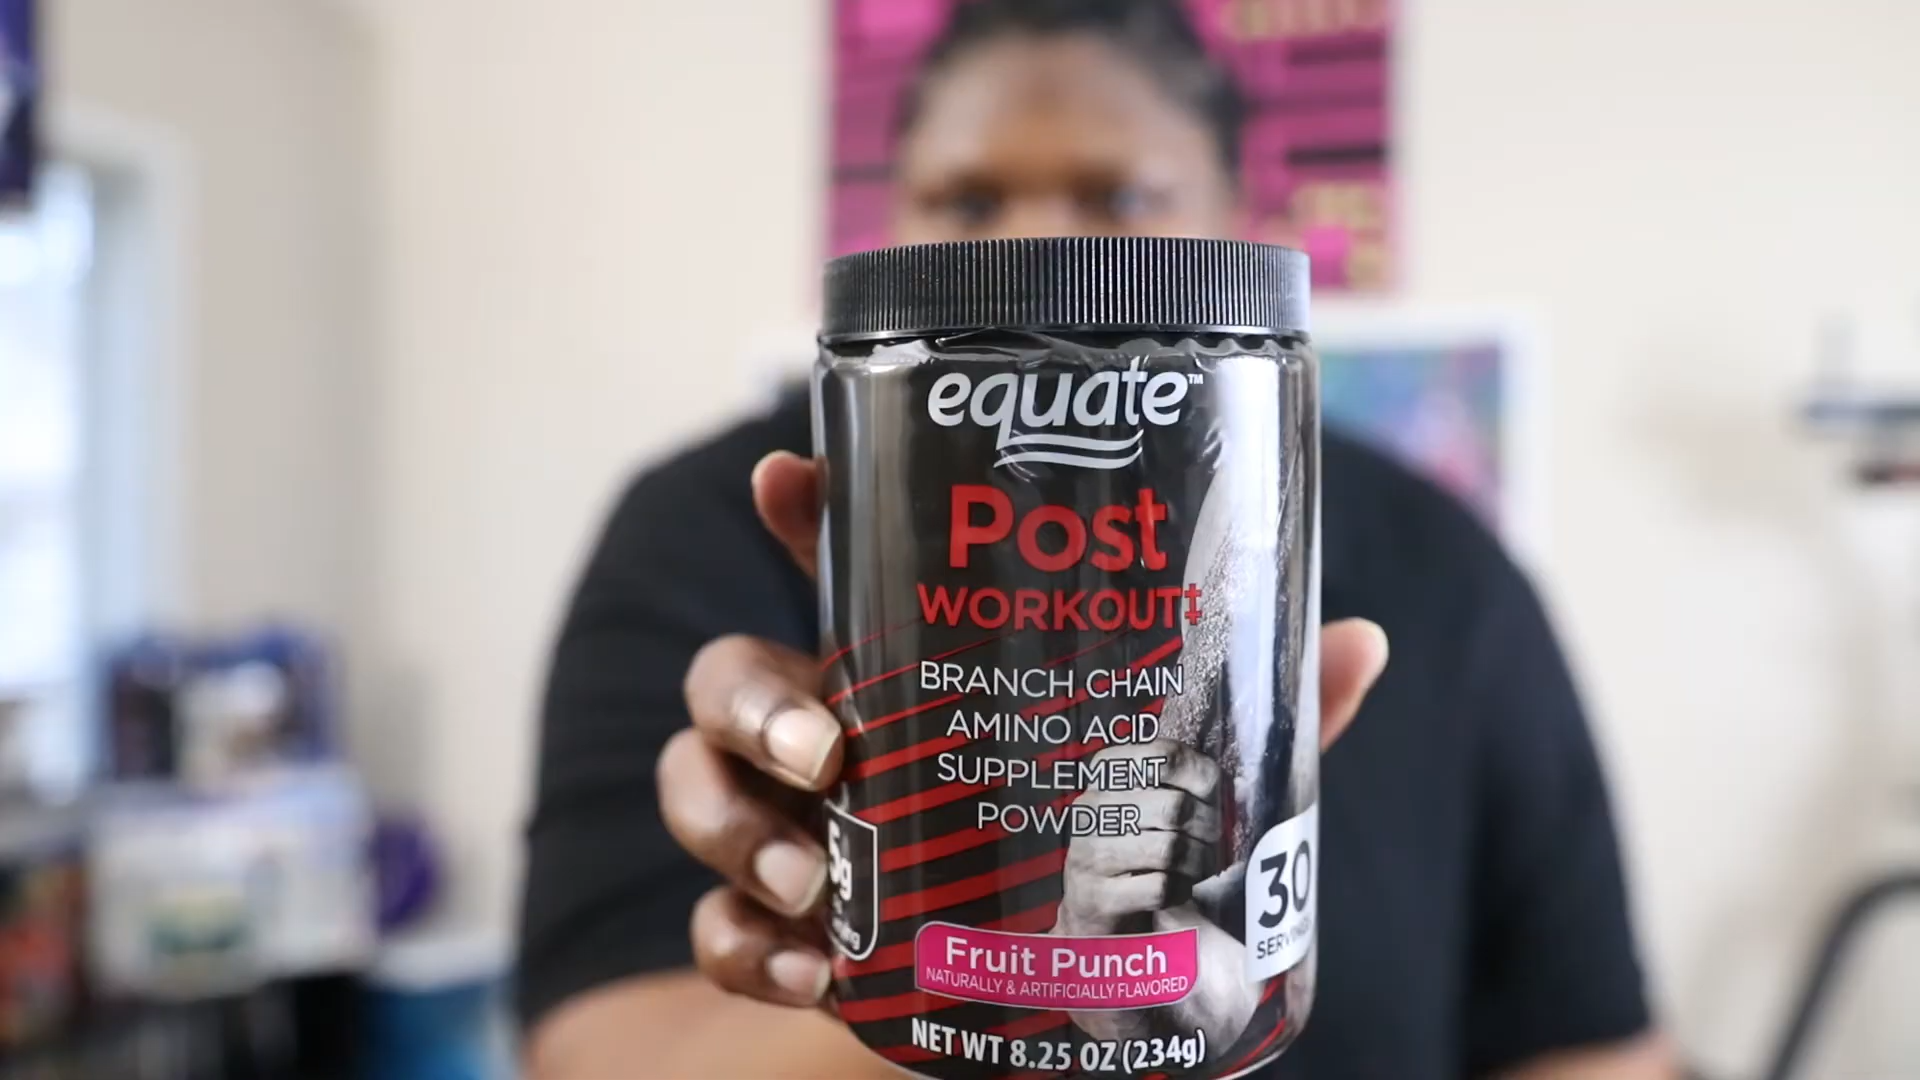 equate™
Post
WORKOUT‡
BRANCH CHAIN
AMINO ACID
SUPPLEMENT
POWDER
5g
30
SERVINGS
Fruit Punch
NATURALLY & ARTIFICIALLY FLAVORED
NET WT 8.25 OZ (234g)